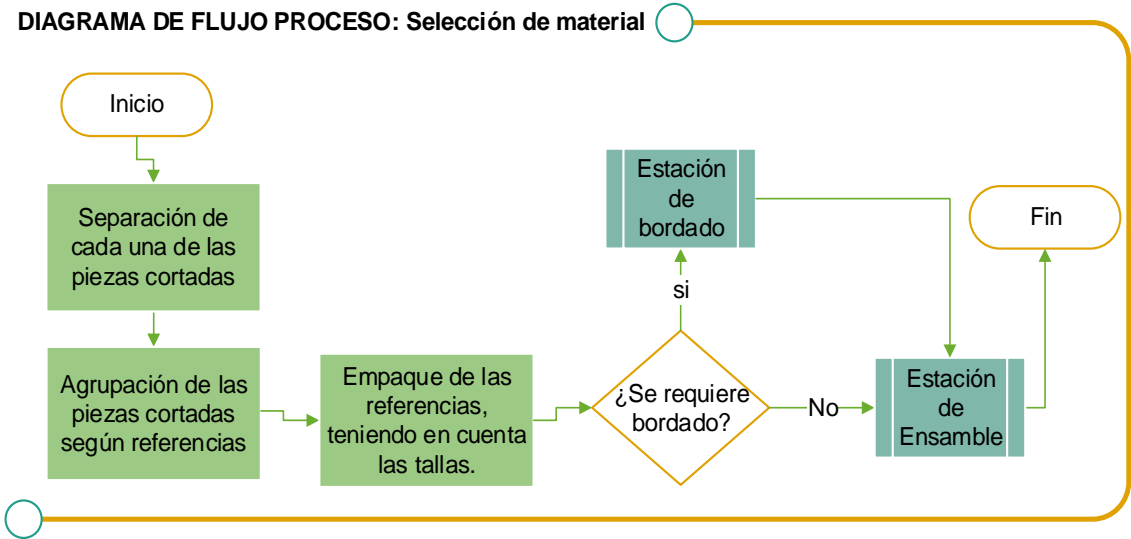 DIAGRAMA DE FLUJO PROCESO: Selección de material
Inicio
Separación de
cada una de las
piezas cortadas
Agrupación de las
piezas cortadas
según referencias
Empaque de las
referencias,
teniendo en cuenta
las tallas.
¿Se requiere
bordado?
si
Estación
de
bordado
No
Estación
de
Ensamble
Fin